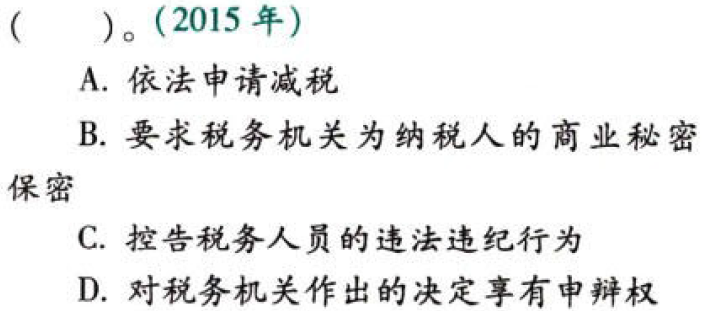 (　　)。(2015 年)
A. 依法申请减税
B. 要求税务机关为纳税人的商业秘密
保密
C. 控告税务人员的违法违纪行为
D. 对税务机关作出的决定享有申辩权